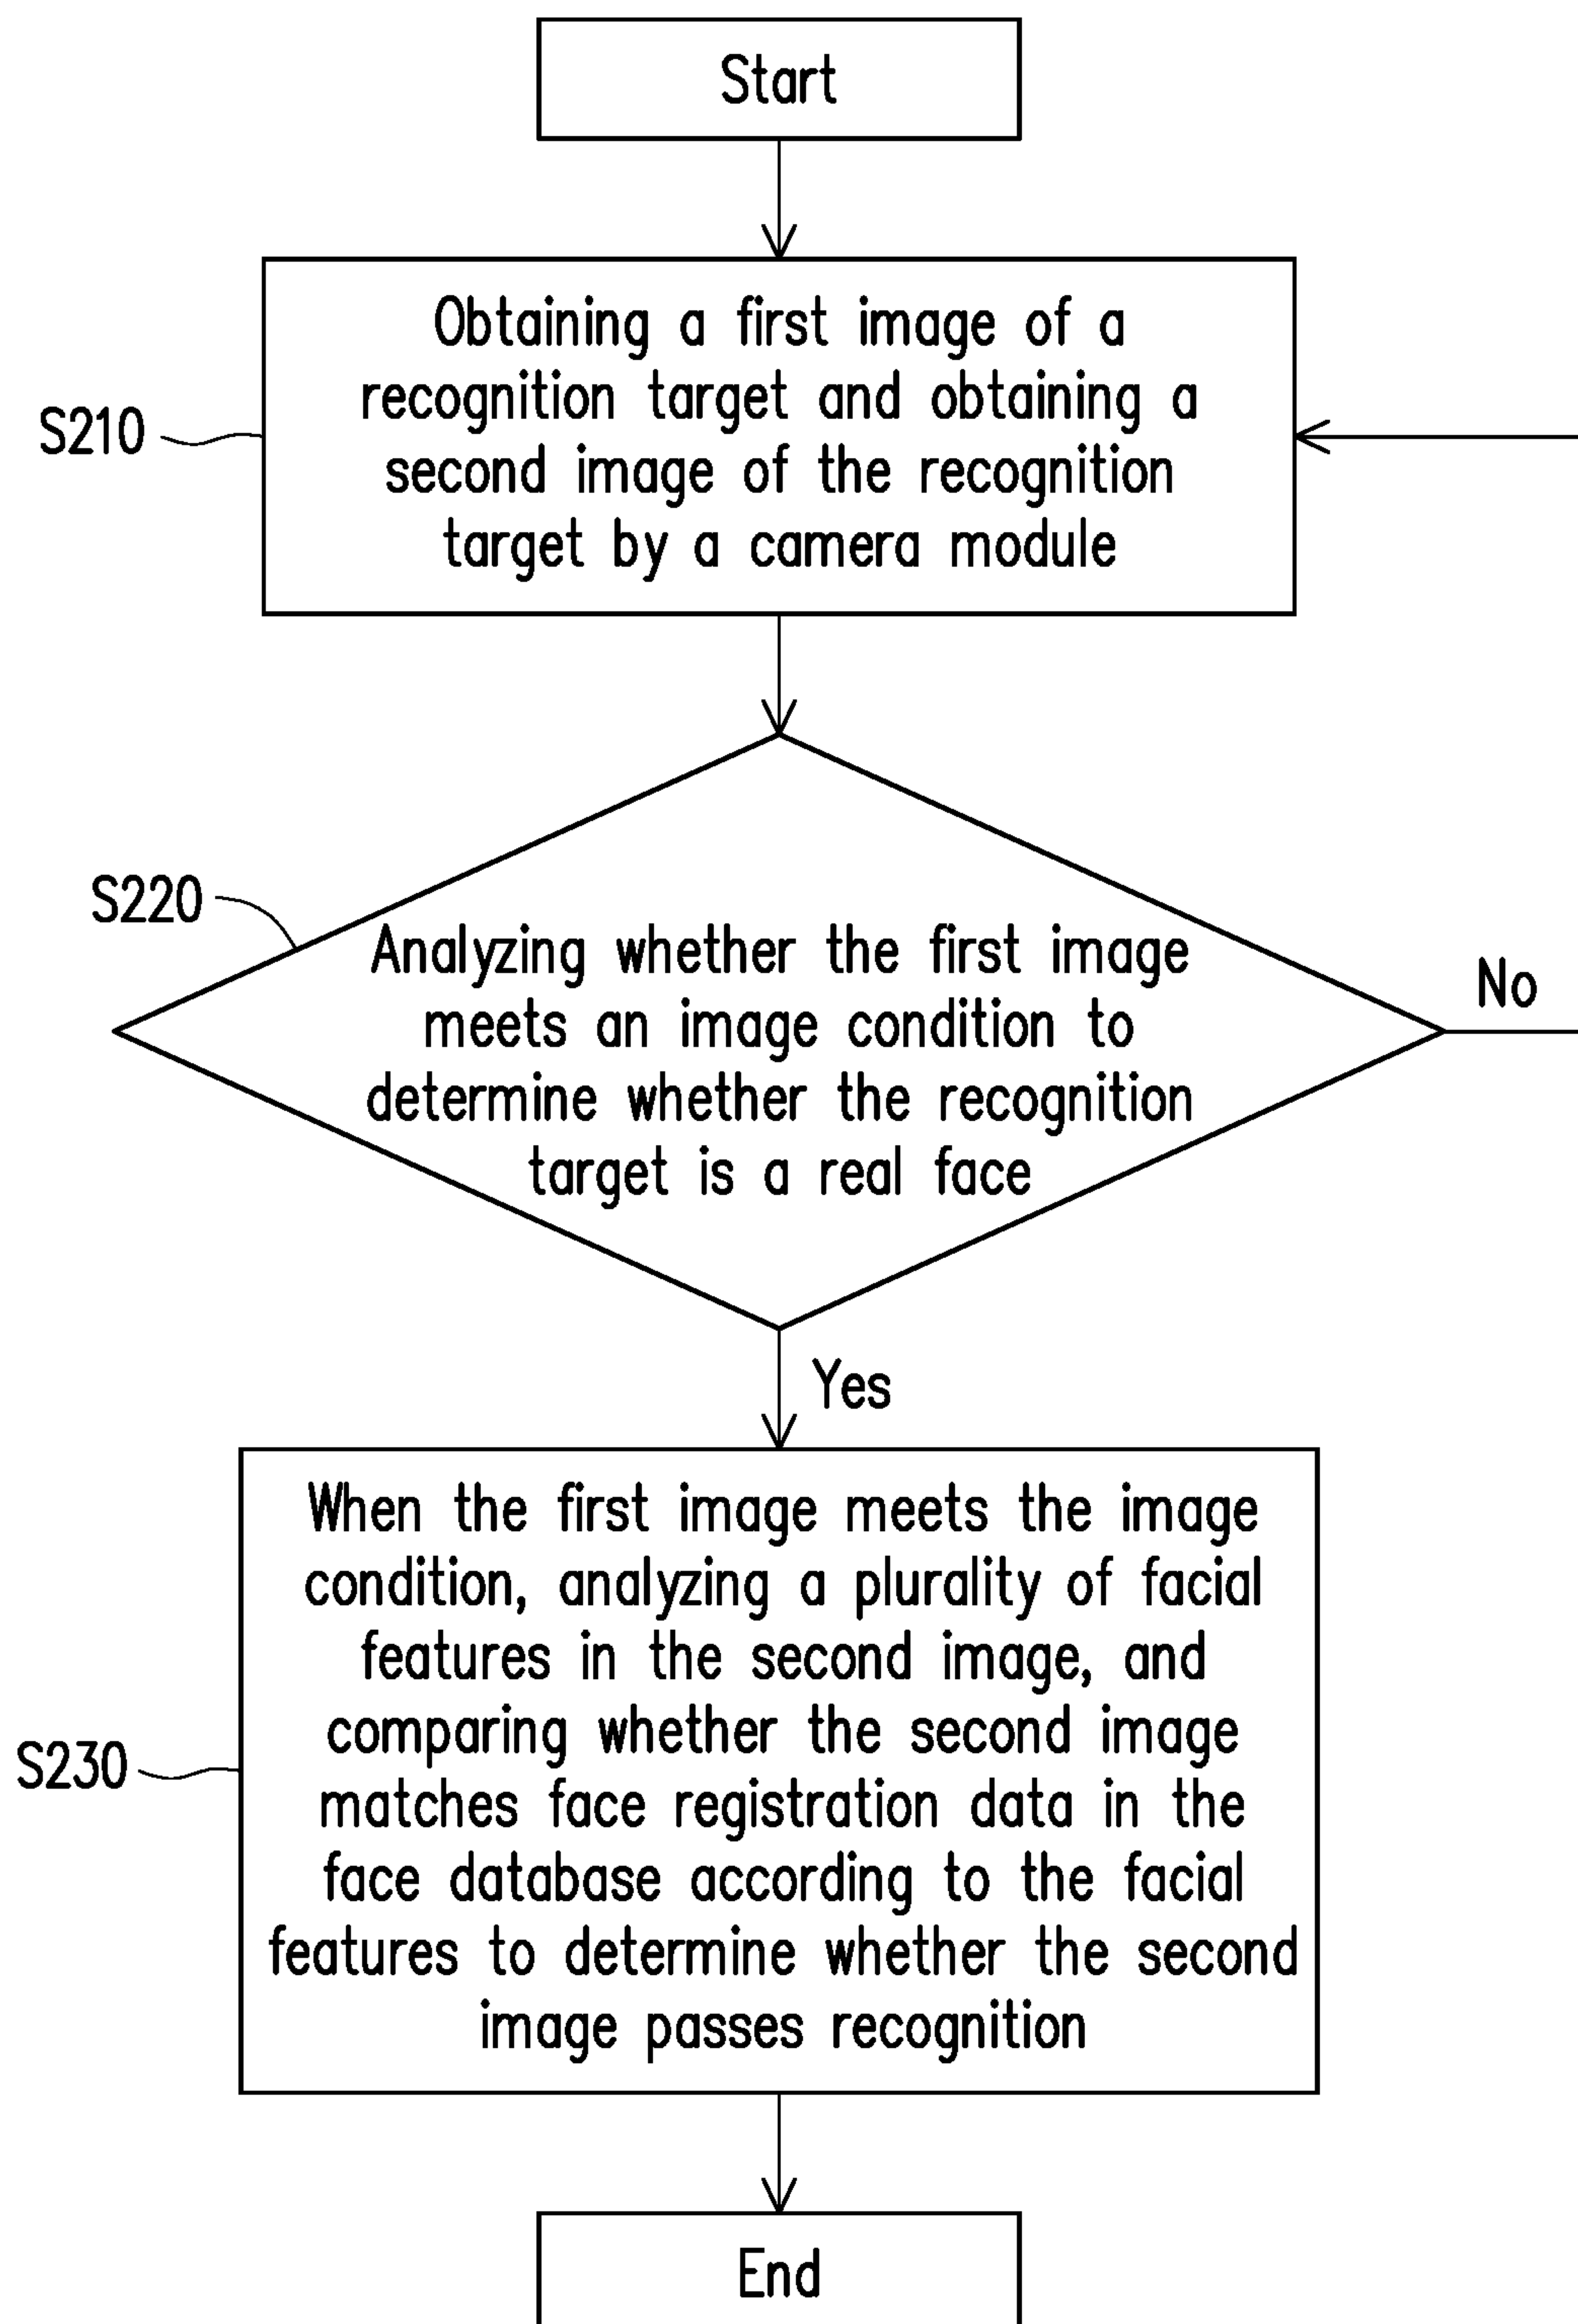 Start
S210
Obtaining a first image of a
recognition target and obtaining a
second image of the recognition
target by a camera module
S220
Analyzing whether the first image
meets an image condition to
determine whether the recognition
target is a real face
No
Yes
S230
When the first image meets the image
condition, analyzing a plurality of facial
features in the second image, and
comparing whether the second image
matches face registration data in the
face database according to the facial
features to determine whether the second
image passes recognition
End